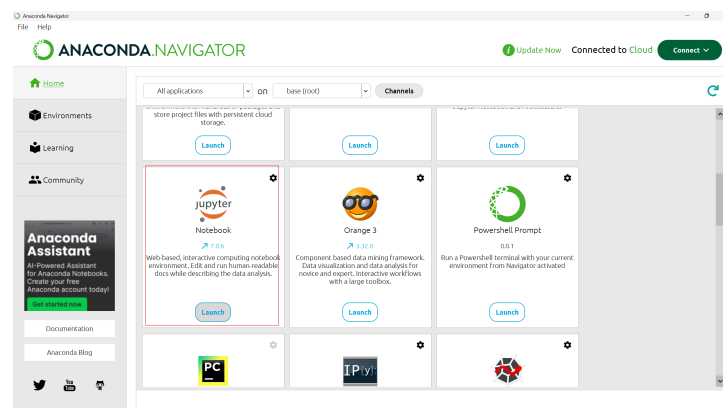 Anaconda Navigator
File Help
ANACONDA.NAVIGATOR
i Update Now Connected to Cloud Connect
Home
Environments
Learning
Community
All applications on base (root) Channels
store project files with persistent cloud
storage.
Launch
Launch
Launch
jupyter
Notebook
7.0.6
Web-based, interactive computing notebook
environment. Edit and run human-readable
docs while describing the data analysis.
Launch
Orange 3
3.32.0
Component based data mining framework.
Data visualization and data analysis for
novice and expert. Interactive workflows
with a large toolbox.
Launch
Powershell Prompt
0.0.1
Run a Powershell terminal with your current
environment from Navigator activated
Launch
PC
IP[y]:
Anaconda
Assistant
AI-Powered Assistant
for Anaconda Notebooks.
Create your free
Anaconda account today!
Get started now
Documentation
Anaconda Blog
You
Tube